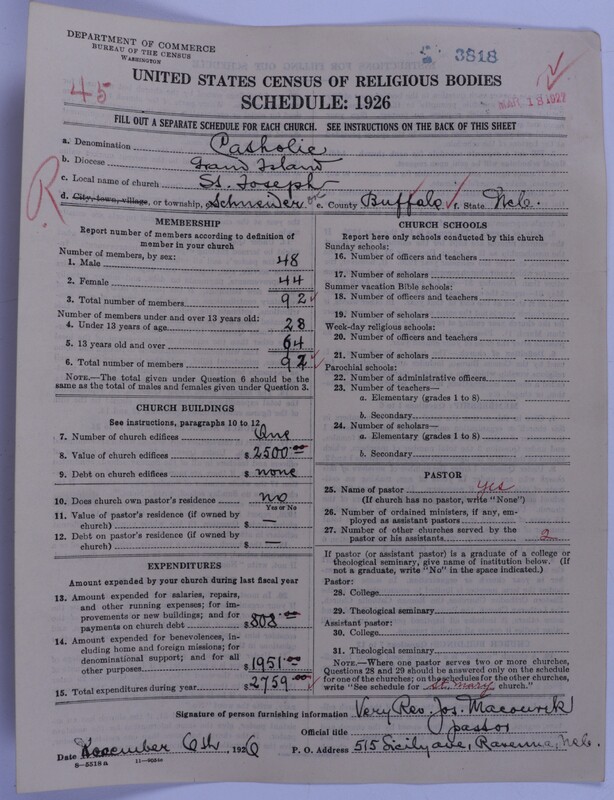 DEPARTMENT OF COMMERCE
BUREAU OF THE CENSUS
WASHINGTON
3818
45
MAR 18 1927
UNITED STATES CENSUS OF RELIGIOUS BODIES
SCHEDULE: 1926
FILL OUT A SEPARATE SCHEDULE FOR EACH CHURCH. SEE INSTRUCTIONS ON THE BACK OF THIS SHEET
R
a. Denomination Catholic
b. Diocese Grand Island
c. Local name of church St. Joseph
d. City, town, village, or township, Schneider e. County Buffalo f. State Neb.
MEMBERSHIP
Report number of members according to definition of member in your church
Number of members, by sex:
1. Male 48
2. Female 44
3. Total number of members 92
Number of members under and over 13 years old:
4. Under 13 years of age 28
5. 13 years old and over 64
6. Total number of members 92
NOTE.—The total given under Question 6 should be the same as the total of males and females given under Question 3.
CHURCH BUILDINGS
See instructions, paragraphs 10 to 12
7. Number of church edifices One
8. Value of church edifices $ 2500.00
9. Debt on church edifices $ none
10. Does church own pastor's residence no
Yes or No
11. Value of pastor's residence (if owned by church) $ —
12. Debt on pastor's residence (if owned by church) $ —
EXPENDITURES
Amount expended by your church during last fiscal year
13. Amount expended for salaries, repairs, and other running expenses; for improvements or new buildings; and for payments on church debt $ 808.00
14. Amount expended for benevolences, including home and foreign missions; for denominational support; and for all other purposes $ 1951.00
15. Total expenditures during year $ 2759.00
CHURCH SCHOOLS
Report here only schools conducted by this church
Sunday schools:
16. Number of officers and teachers
17. Number of scholars
Summer vacation Bible schools:
18. Number of officers and teachers
19. Number of scholars
Week-day religious schools:
20. Number of officers and teachers
21. Number of scholars
Parochial schools:
22. Number of administrative officers
23. Number of teachers—
a. Elementary (grades 1 to 8)
b. Secondary
24. Number of scholars—
a. Elementary (grades 1 to 8)
b. Secondary
PASTOR
25. Name of pastor Yes
(If church has no pastor, write "None")
26. Number of ordained ministers, if any, employed as assistant pastors
27. Number of other churches served by the pastor or his assistants 2
If pastor (or assistant pastor) is a graduate of a college or theological seminary, give name of institution below. (If not a graduate, write "No" in the space indicated.)
Pastor:
28. College
29. Theological seminary
Assistant pastor:
30. College
31. Theological seminary
NOTE.—Where one pastor serves two or more churches, Questions 28 and 29 should be answered only on the schedule for one of the churches; on the schedules for the other churches, write "See schedule for St. Mary church."
Signature of person furnishing information Very Rev. Jos. Macourek
Official title pastor
Date November 6th, 1926 P. O. Address 515 Sicily ave, Ravenna, Neb.
8-5518a